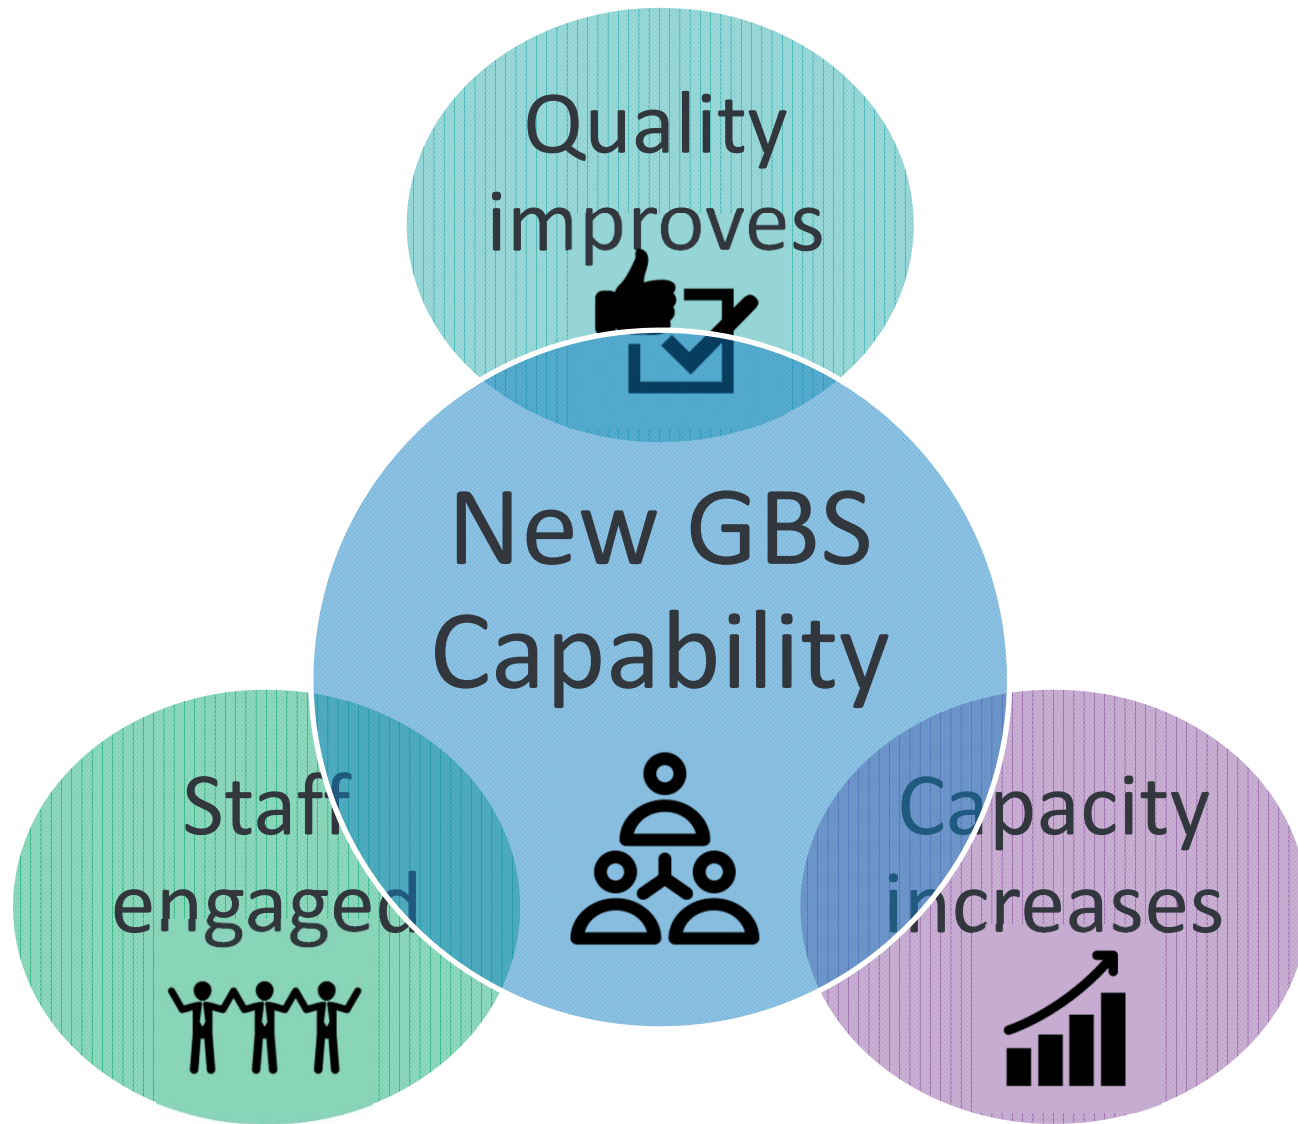 Quality
improves
New GBS
Capability
Staff
engaged
Capacity
increases